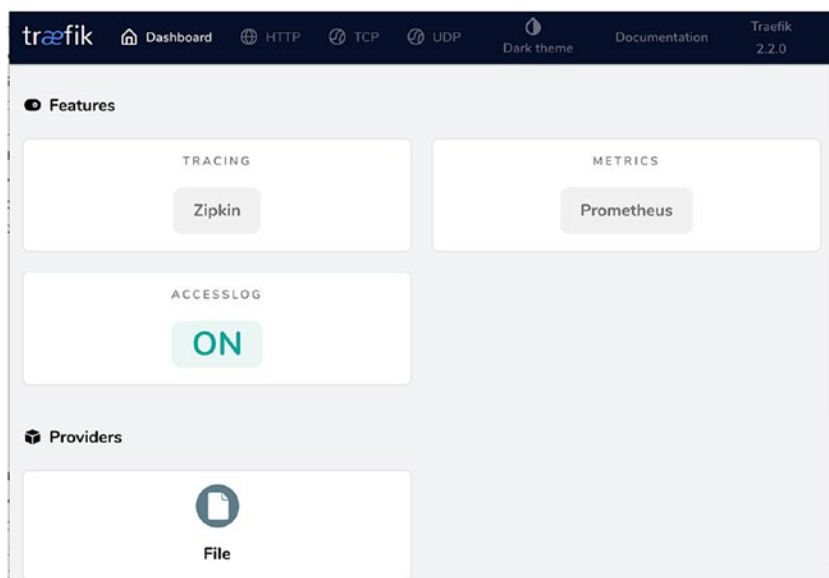 træfik Dashboard HTTP TCP UDP Dark theme Documentation Traefik 2.2.0
Features
TRACING METRICS
Zipkin Prometheus
ACCESSLOG
ON
Providers
File